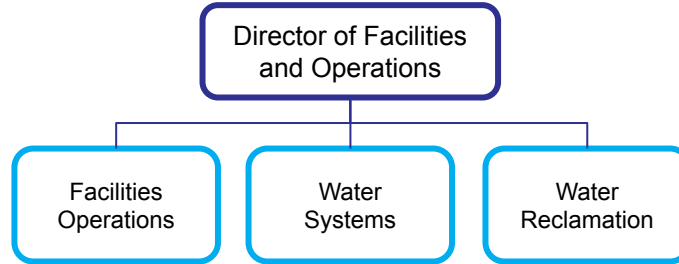 Director of Facilities
and Operations
Facilities
Operations
Water
Systems
Water
Reclamation